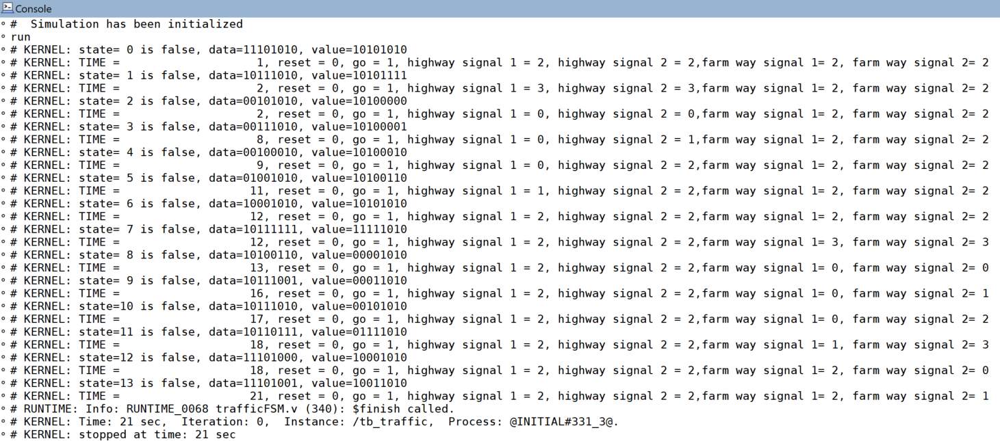 Console
# Simulation has been initialized
run
# KERNEL: state= 0 is false, data=11101010, value=10101010
# KERNEL: TIME = 1, reset = 0, go = 1, highway signal 1 = 2, highway signal 2 = 2,farm way signal 1= 2, farm way signal 2= 2
# KERNEL: state= 1 is false, data=10111010, value=10101111
# KERNEL: TIME = 2, reset = 0, go = 1, highway signal 1 = 3, highway signal 2 = 3,farm way signal 1= 2, farm way signal 2= 2
# KERNEL: state= 2 is false, data=00101010, value=10100000
# KERNEL: TIME = 2, reset = 0, go = 1, highway signal 1 = 0, highway signal 2 = 0,farm way signal 1= 2, farm way signal 2= 2
# KERNEL: state= 3 is false, data=00111010, value=10100001
# KERNEL: TIME = 8, reset = 0, go = 1, highway signal 1 = 0, highway signal 2 = 1,farm way signal 1= 2, farm way signal 2= 2
# KERNEL: state= 4 is false, data=00100010, value=10100010
# KERNEL: TIME = 9, reset = 0, go = 1, highway signal 1 = 0, highway signal 2 = 2,farm way signal 1= 2, farm way signal 2= 2
# KERNEL: state= 5 is false, data=01001010, value=10100110
# KERNEL: TIME = 11, reset = 0, go = 1, highway signal 1 = 1, highway signal 2 = 2,farm way signal 1= 2, farm way signal 2= 2
# KERNEL: state= 6 is false, data=10001010, value=10101010
# KERNEL: TIME = 12, reset = 0, go = 1, highway signal 1 = 2, highway signal 2 = 2,farm way signal 1= 2, farm way signal 2= 2
# KERNEL: state= 7 is false, data=10111111, value=11111010
# KERNEL: TIME = 12, reset = 0, go = 1, highway signal 1 = 2, highway signal 2 = 2,farm way signal 1= 3, farm way signal 2= 3
# KERNEL: state= 8 is false, data=10100110, value=00001010
# KERNEL: TIME = 13, reset = 0, go = 1, highway signal 1 = 2, highway signal 2 = 2,farm way signal 1= 0, farm way signal 2= 0
# KERNEL: state= 9 is false, data=10111001, value=00011010
# KERNEL: TIME = 16, reset = 0, go = 1, highway signal 1 = 2, highway signal 2 = 2,farm way signal 1= 0, farm way signal 2= 1
# KERNEL: state=10 is false, data=10111010, value=00101010
# KERNEL: TIME = 17, reset = 0, go = 1, highway signal 1 = 2, highway signal 2 = 2,farm way signal 1= 0, farm way signal 2= 2
# KERNEL: state=11 is false, data=10110111, value=01111010
# KERNEL: TIME = 18, reset = 0, go = 1, highway signal 1 = 2, highway signal 2 = 2,farm way signal 1= 1, farm way signal 2= 3
# KERNEL: state=12 is false, data=11101000, value=10001010
# KERNEL: TIME = 18, reset = 0, go = 1, highway signal 1 = 2, highway signal 2 = 2,farm way signal 1= 2, farm way signal 2= 0
# KERNEL: state=13 is false, data=11101001, value=10011010
# KERNEL: TIME = 21, reset = 0, go = 1, highway signal 1 = 2, highway signal 2 = 2,farm way signal 1= 2, farm way signal 2= 1
# RUNTIME: Info: RUNTIME_0068 trafficFSM.v (340): $finish called.
# KERNEL: Time: 21 sec, Iteration: 0, Instance: /tb_traffic, Process: @INITIAL#331_3@.
# KERNEL: stopped at time: 21 sec